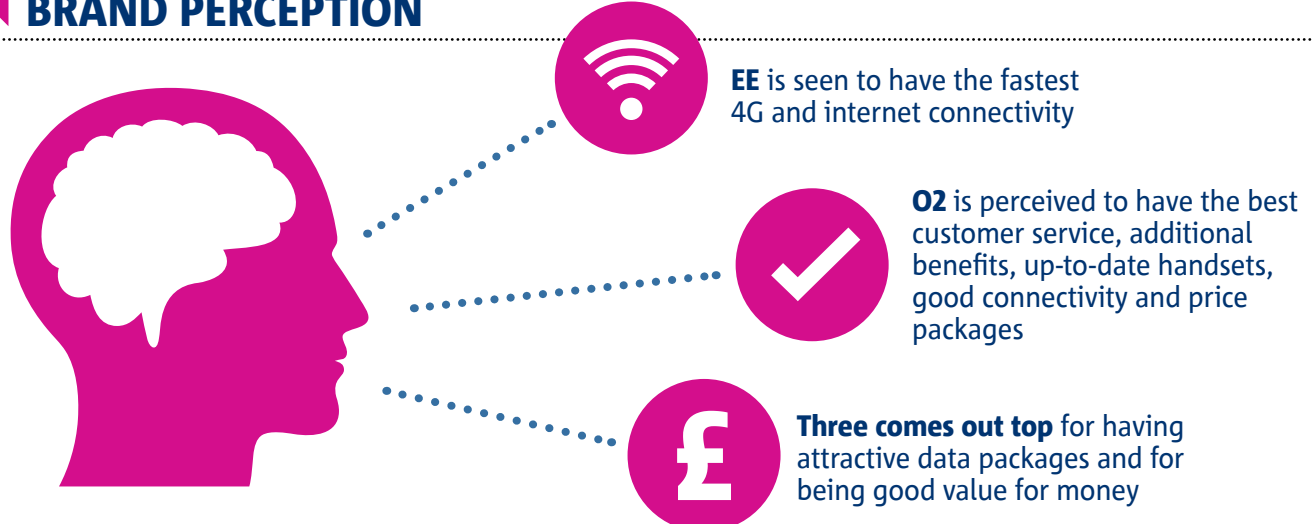 BRAND PERCEPTION
EE is seen to have the fastest
4G and internet connectivity
O2 is perceived to have the best
customer service, additional
benefits, up-to-date handsets,
good connectivity and price
packages
£
Three comes out top for having
attractive data packages and for
being good value for money